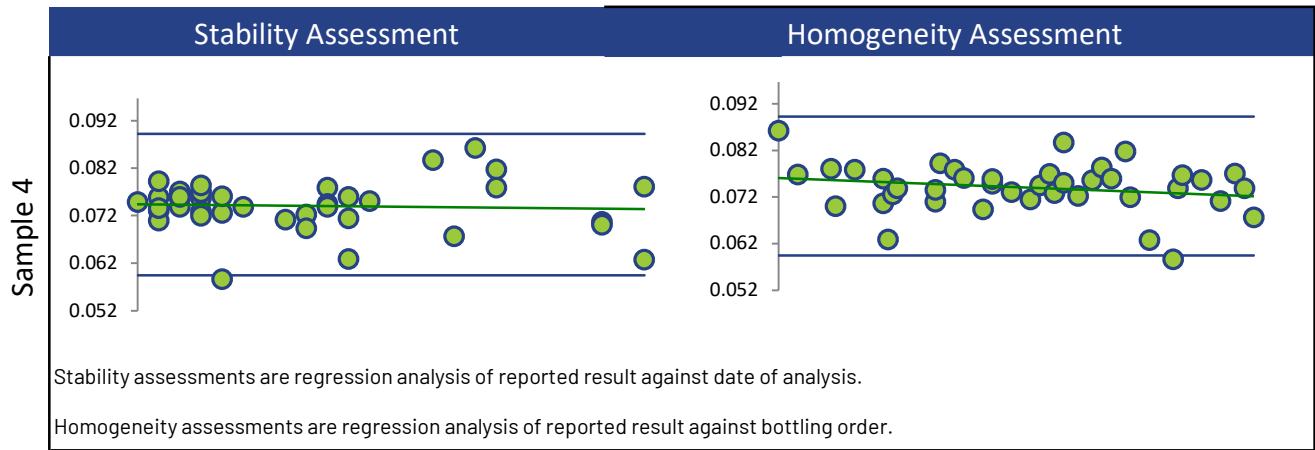 Stability Assessment
Homogeneity Assessment
Sample 4
0.092
0.082
0.072
0.062
0.052
0.092
0.082
0.072
0.062
0.052
Stability assessments are regression analysis of reported result against date of analysis.
Homogeneity assessments are regression analysis of reported result against bottling order.